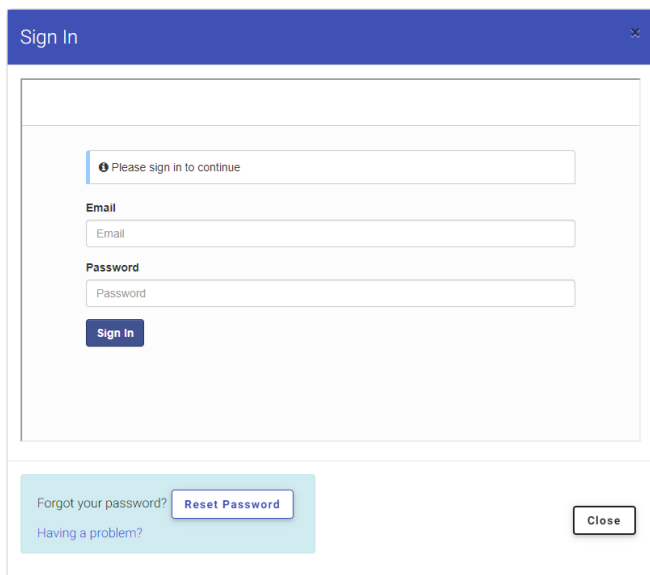 Sign In
×
Please sign in to continue
Email
Email
Password
Password
Sign In
Forgot your password? Reset Password
Having a problem?
Close